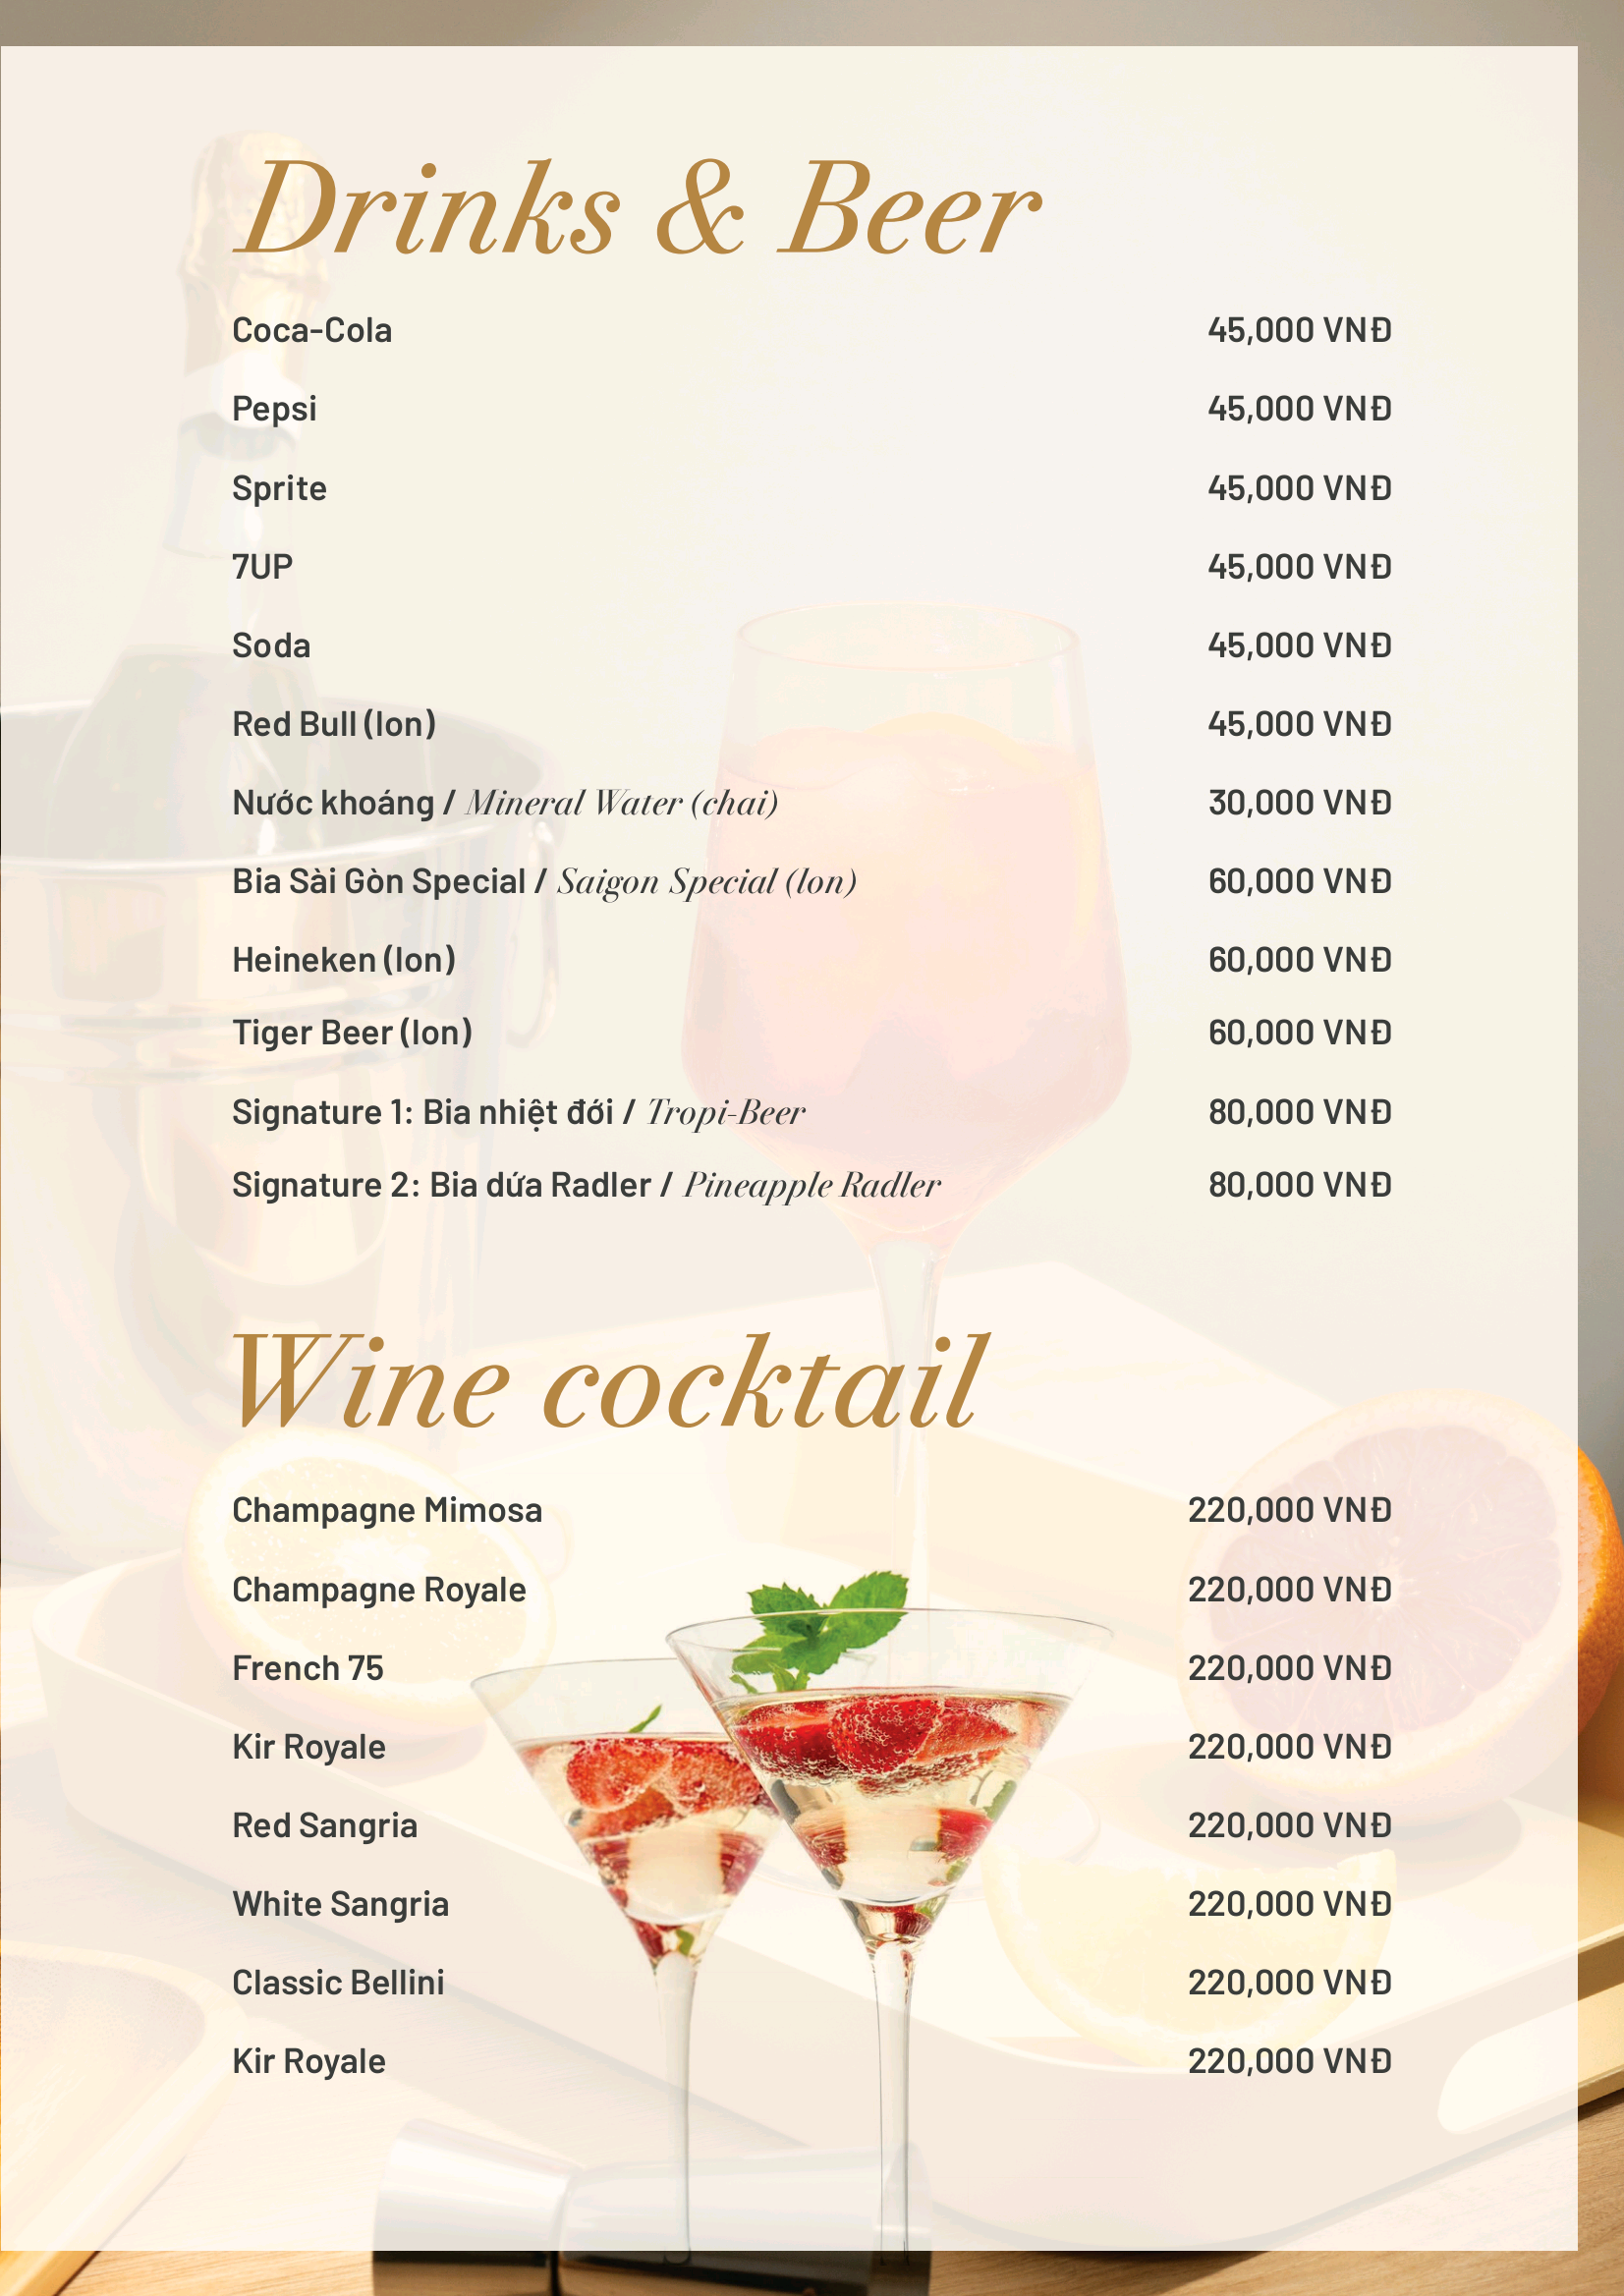 Drinks & Beer
Coca-Cola 45,000 VNĐ
Pepsi 45,000 VNĐ
Sprite 45,000 VNĐ
7UP 45,000 VNĐ
Soda 45,000 VNĐ
Red Bull (lon) 45,000 VNĐ
Nước khoáng / Mineral Water (chai) 30,000 VNĐ
Bia Sài Gòn Special / Saigon Special (lon) 60,000 VNĐ
Heineken (lon) 60,000 VNĐ
Tiger Beer (lon) 60,000 VNĐ
Signature 1: Bia nhiệt đới / Tropi-Beer 80,000 VNĐ
Signature 2: Bia dứa Radler / Pineapple Radler 80,000 VNĐ
Wine cocktail
Champagne Mimosa 220,000 VNĐ
Champagne Royale 220,000 VNĐ
French 75 220,000 VNĐ
Kir Royale 220,000 VNĐ
Red Sangria 220,000 VNĐ
White Sangria 220,000 VNĐ
Classic Bellini 220,000 VNĐ
Kir Royale 220,000 VNĐ